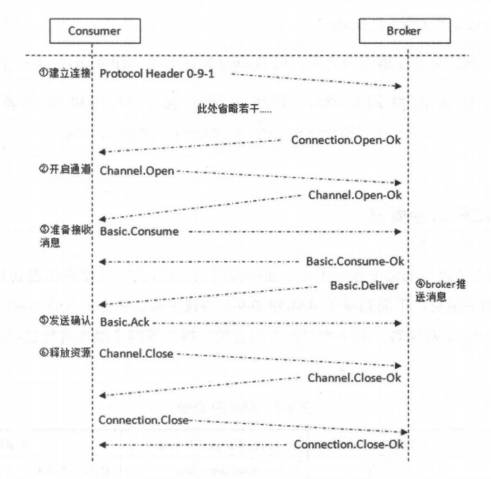 Consumer
Broker
①建立连接 Protocol Header 0-9-1
此处省略若干.....
Connection.Open-Ok
②开启通道 Channel.Open
Channel.Open-Ok
③准备接收 Basic.Consume
消息
Basic.Consume-Ok
Basic.Deliver
④broker推
送消息
⑤发送确认 Basic.Ack
⑥释放资源 Channel.Close
Channel.Close-Ok
Connection.Close
Connection.Close-Ok